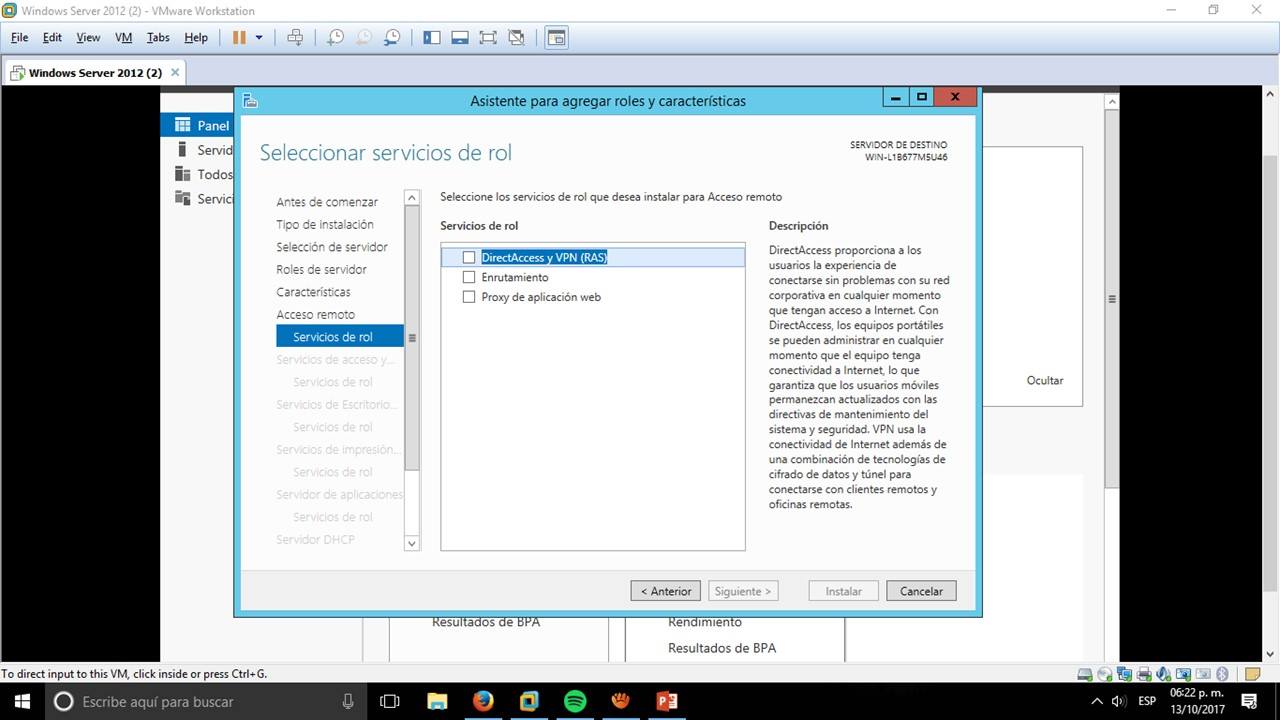 Windows Server 2012 (2) - VMware Workstation
File Edit View VM Tabs Help
Windows Server 2012 (2)
Asistente para agregar roles y características
Panel
Servid
Todos
Servici
Seleccionar servicios de rol
SERVIDOR DE DESTINO
WIN-L1B677M5U46
Antes de comenzar
Tipo de instalación
Selección de servidor
Roles de servidor
Características
Acceso remoto
Servicios de rol
Servicios de acceso y...
Servicios de rol
Servicios de Escritorio...
Servicios de rol
Servicios de impresión...
Servicios de rol
Servidor de aplicaciones
Servicios de rol
Servidor DHCP
Seleccione los servicios de rol que desea instalar para Acceso remoto
Servicios de rol
DirectAccess y VPN (RAS)
Enrutamiento
Proxy de aplicación web
Descripción
DirectAccess proporciona a los
usuarios la experiencia de
conectarse sin problemas con su red
corporativa en cualquier momento
que tengan acceso a Internet. Con
DirectAccess, los equipos portátiles
se pueden administrar en cualquier
momento que el equipo tenga
conectividad a Internet, lo que
garantiza que los usuarios móviles
permanezcan actualizados con las
directivas de mantenimiento del
sistema y seguridad. VPN usa la
conectividad de Internet además de
una combinación de tecnologías de
cifrado de datos y túnel para
conectarse con clientes remotos y
oficinas remotas.
Ocultar
< Anterior
Siguiente >
Instalar
Cancelar
Resultados de BPA
Rendimiento
Resultados de BPA
To direct input to this VM, click inside or press Ctrl+G.
Escribe aquí para buscar
ESP
06:22 p. m.
13/10/2017